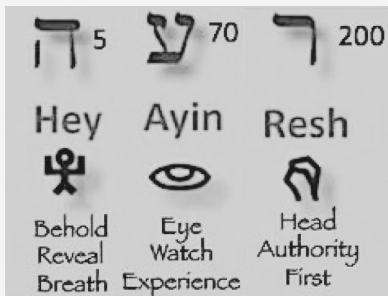 ה 5 ע 70 ר 200
Hey Ayin Resh
Behold Eye Head
Reveal Watch Authority
Breath Experience First